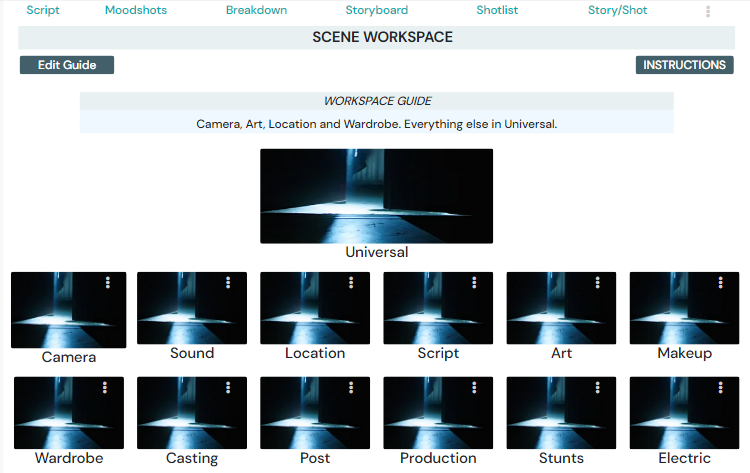 Script Moodshots Breakdown Storyboard Shotlist Story/Shot
SCENE WORKSPACE
Edit Guide INSTRUCTIONS
WORKSPACE GUIDE
Camera, Art, Location and Wardrobe. Everything else in Universal.
Universal
Camera Sound Location Script Art Makeup
Wardrobe Casting Post Production Stunts Electric